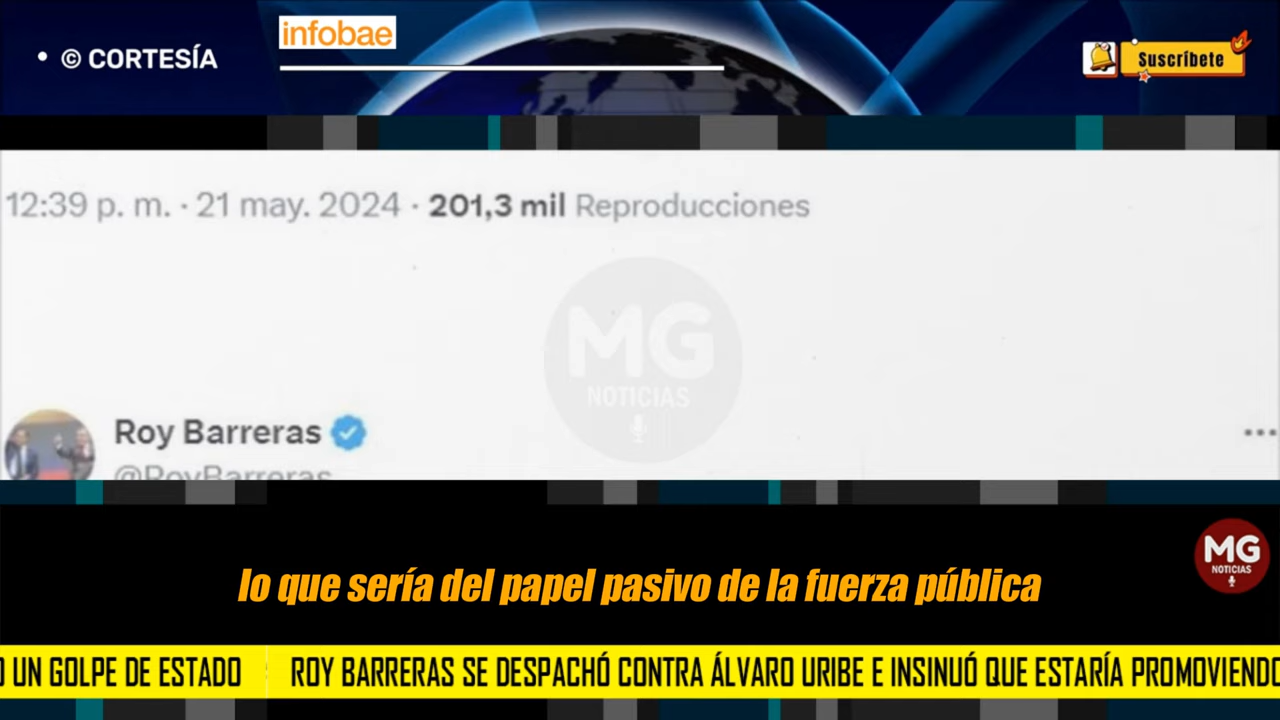 • © CORTESÍA
infobae
Suscríbete
12:39 p. m. · 21 may. 2024 · 201,3 mil Reproducciones
MG
NOTICIAS
Roy Barreras
@RoyBarreras
lo que sería del papel pasivo de la fuerza pública
MG
NOTICIAS
O UN GOLPE DE ESTADO ROY BARRERAS SE DESPACHÓ CONTRA ÁLVARO URIBE E INSINUÓ QUE ESTARÍA PROMOVIENDO